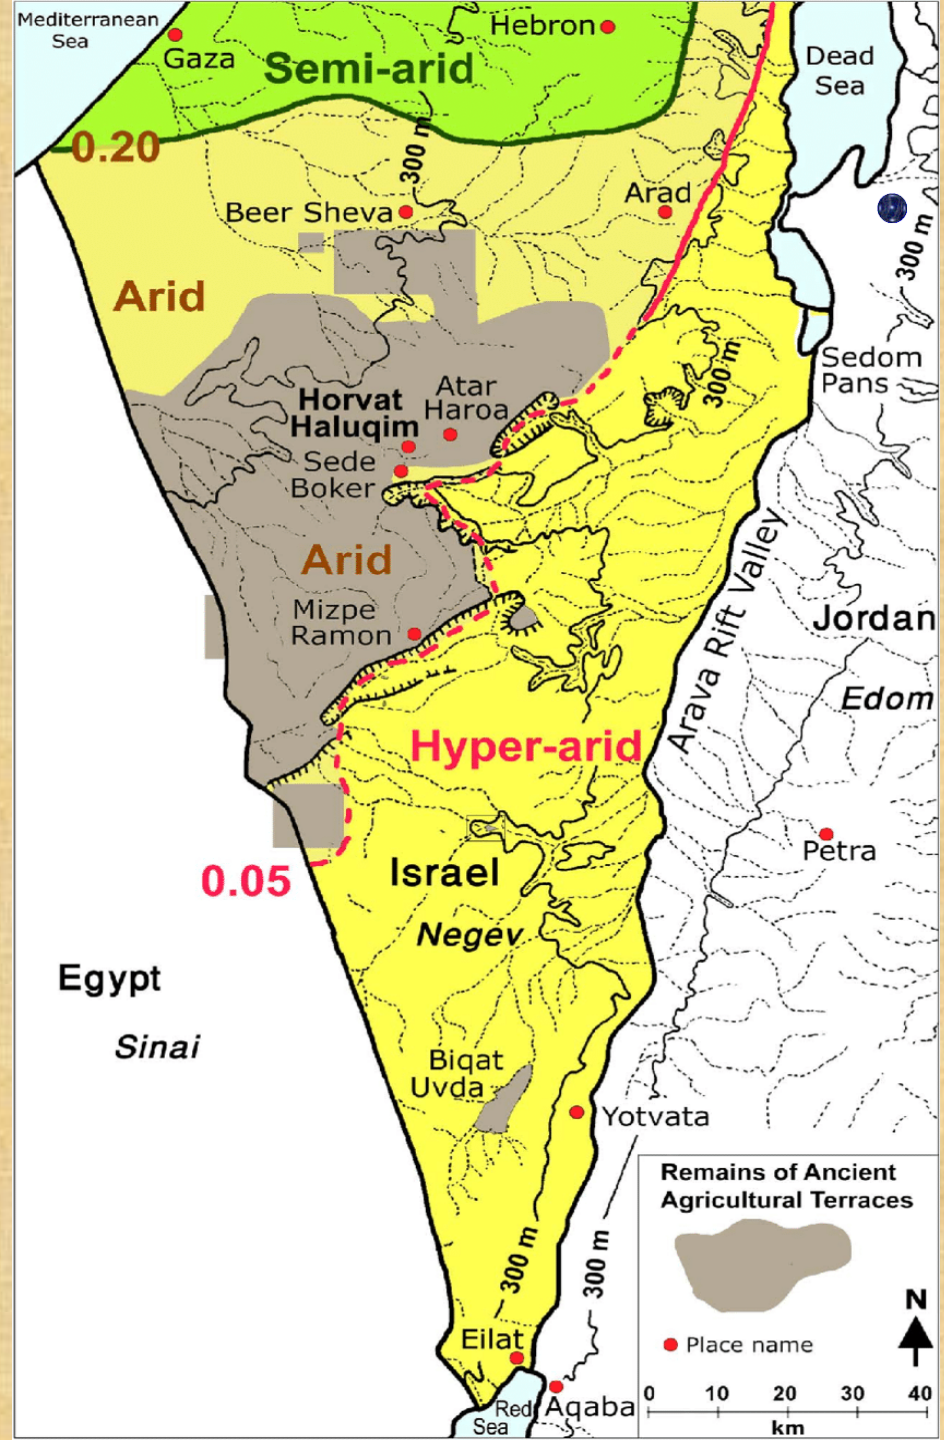 Mediterranean
Sea
Gaza
Hebron
Semi-arid
Dead
Sea
0.20
300 m
Beer Sheva
Arad
300 m
Arid
Sedom
Pans
300 m
Atar
Haroa
Horvat
Haluqim
Sede
Boker
Arid
Mizpe
Ramon
Arava Rift Valley
Jordan
Edom
Hyper-arid
Petra
0.05
Israel
Negev
Egypt
Sinai
Biqat
Uvda
Yotvata
300 m
300 m
Eilat
Red
Sea
Aqaba
Remains of Ancient
Agricultural Terraces
Place name
N
0 10 20 30 40
km